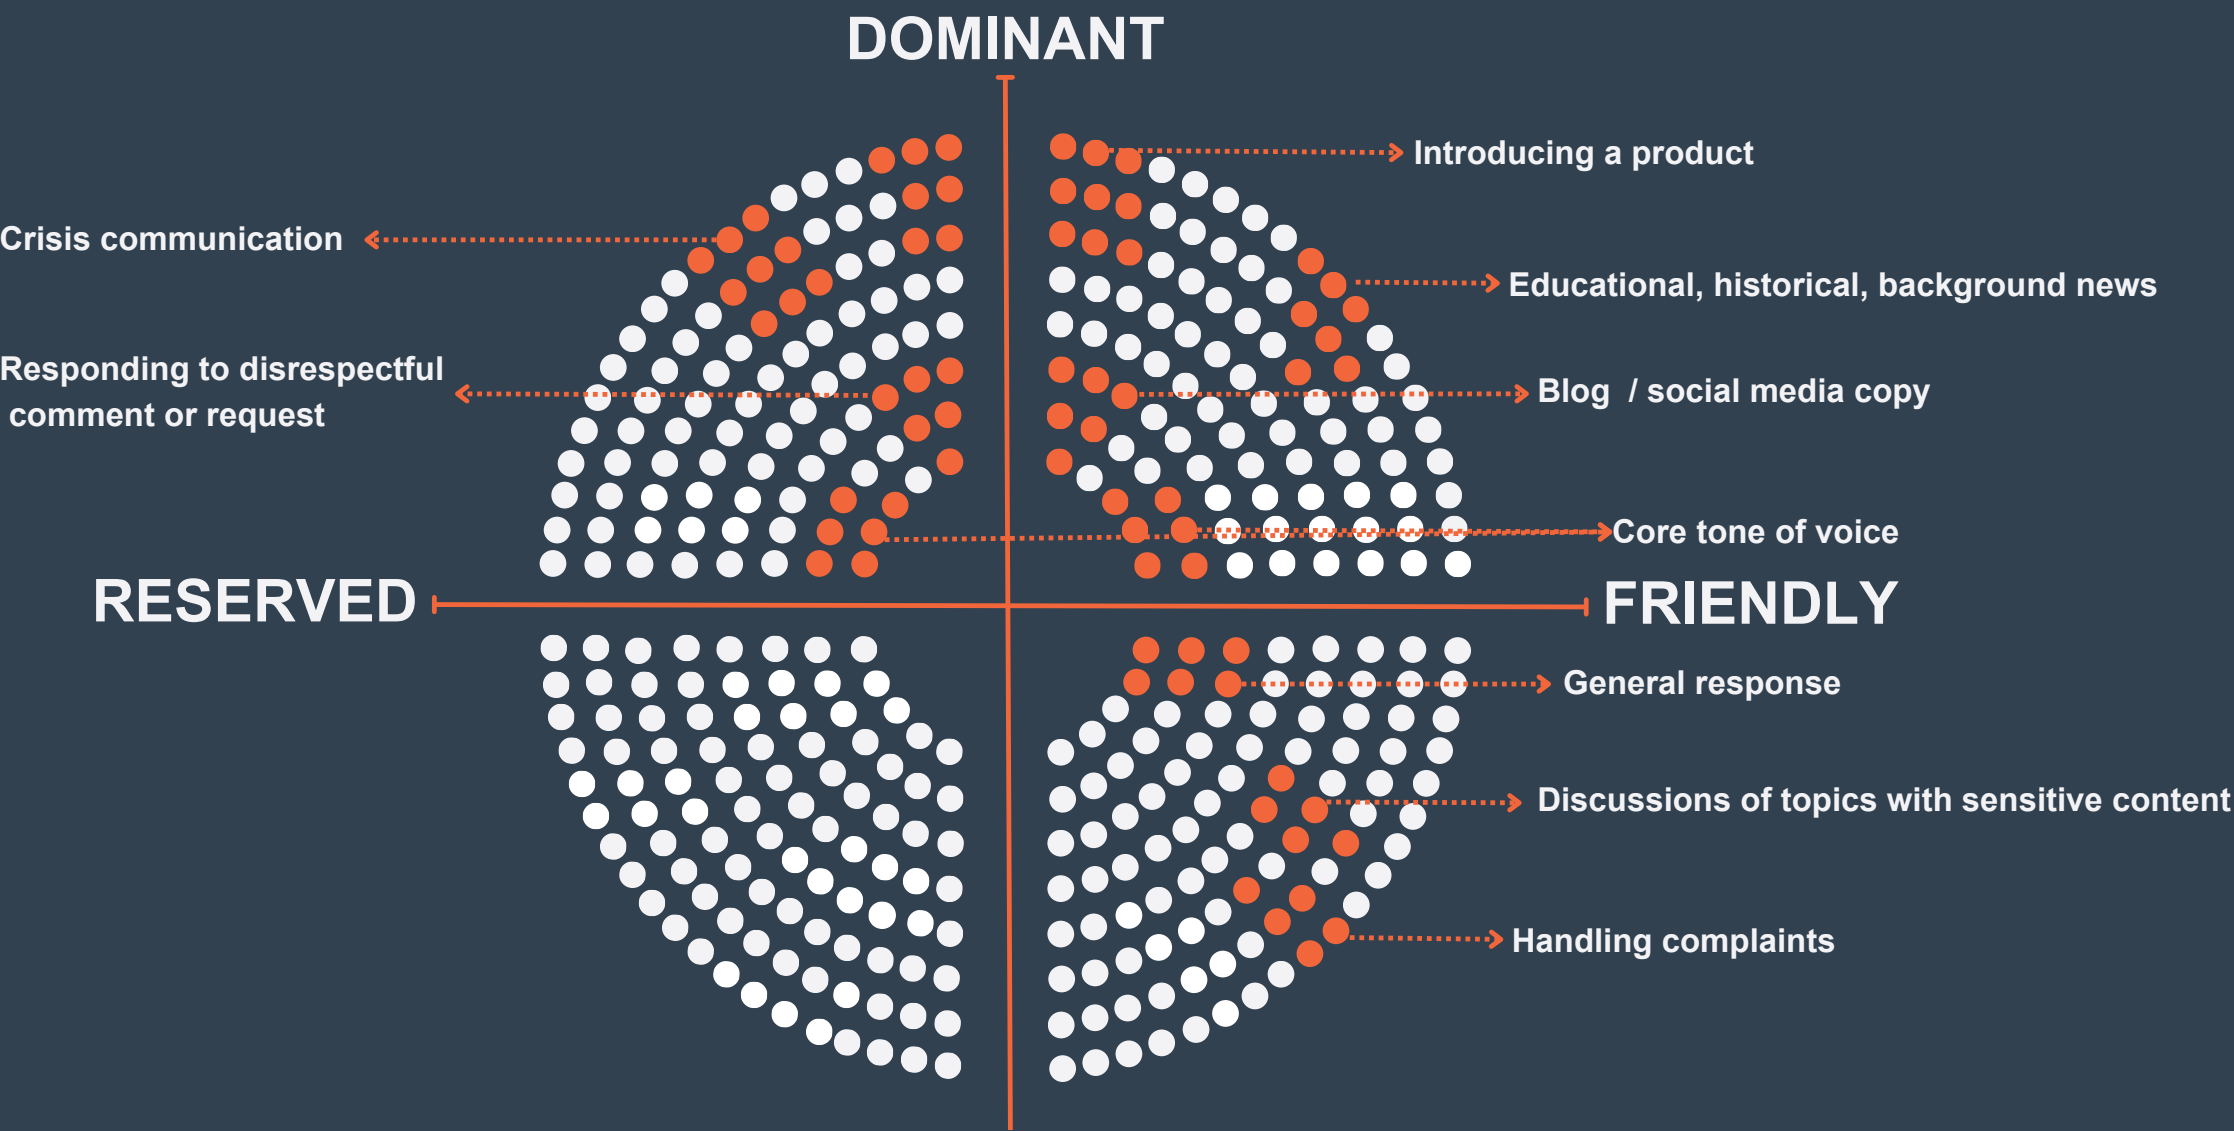 DOMINANT
Introducing a product
Crisis communication
Educational, historical, background news
Responding to disrespectful
comment or request
Blog / social media copy
Core tone of voice
RESERVED
FRIENDLY
General response
Discussions of topics with sensitive content
Handling complaints